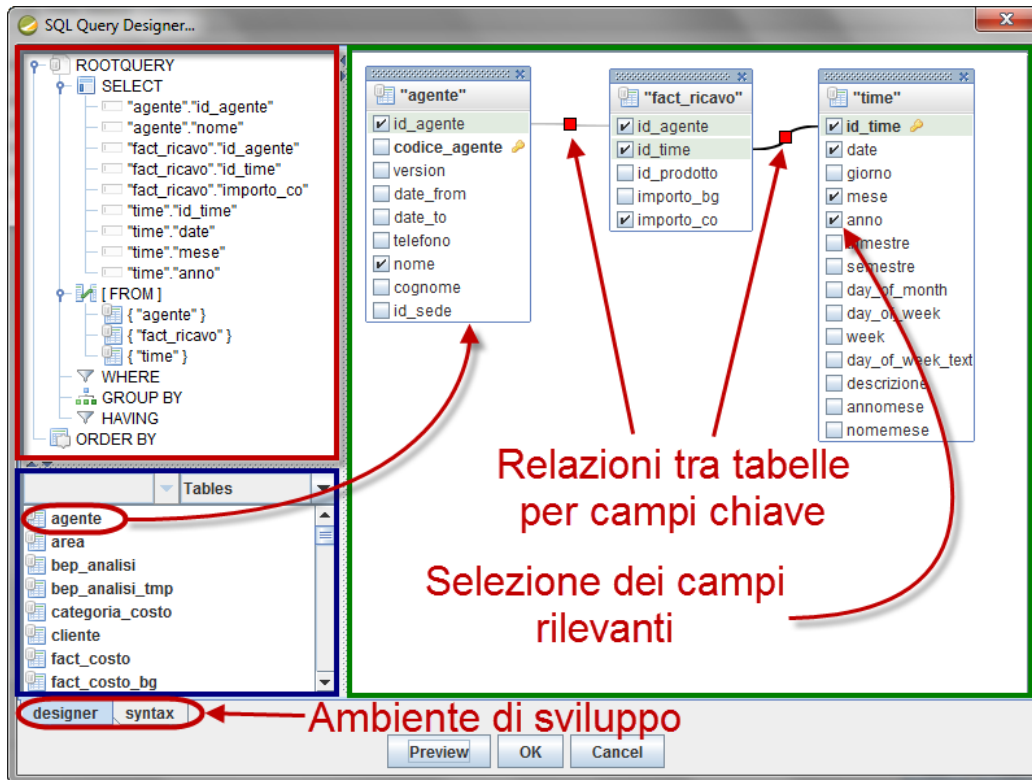 SQL Query Designer...
ROOTQUERY
SELECT
"agente"."id_agente"
"agente"."nome"
"fact_ricavo"."id_agente"
"fact_ricavo"."id_time"
"fact_ricavo"."importo_co"
"time"."id_time"
"time"."date"
"time"."mese"
"time"."anno"
[ FROM ]
{ "agente" }
{ "fact_ricavo" }
{ "time" }
WHERE
GROUP BY
HAVING
ORDER BY
Tables
agente
area
bep_analisi
bep_analisi_tmp
categoria_costo
cliente
fact_costo
fact_costo_bg
designer syntax
"agente"
id_agente
codice_agente
version
date_from
date_to
telefono
nome
cognome
id_sede
"fact_ricavo"
id_agente
id_time
id_prodotto
importo_bg
importo_co
"time"
id_time
date
giorno
mese
anno
semestre
day_of_month
day_of_week
week
day_of_week_text
descrizione
annomese
nomemese
Relazioni tra tabelle
per campi chiave
Selezione dei campi
rilevanti
Ambiente di sviluppo
Preview OK Cancel